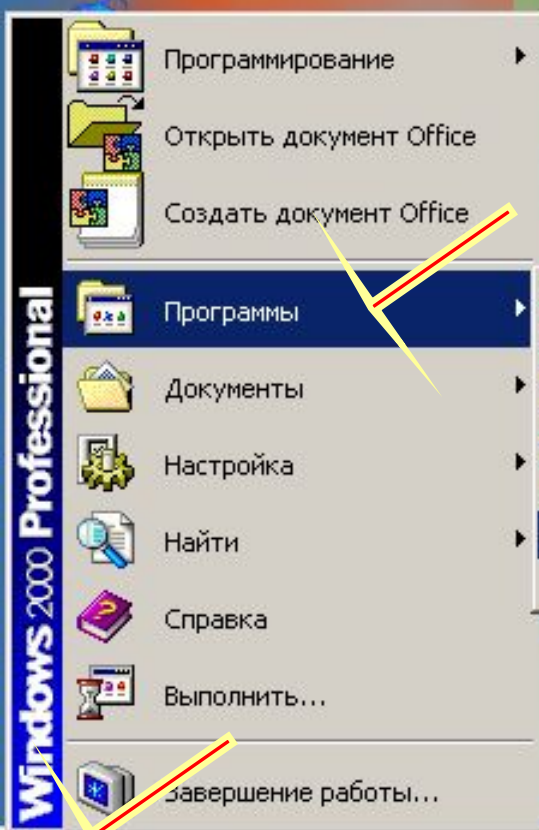 Программирование
Открыть документ Office
Создать документ Office
Программы
Документы
Настройка
Найти
Справка
Выполнить...
Завершение работы...
Windows 2000 Professional